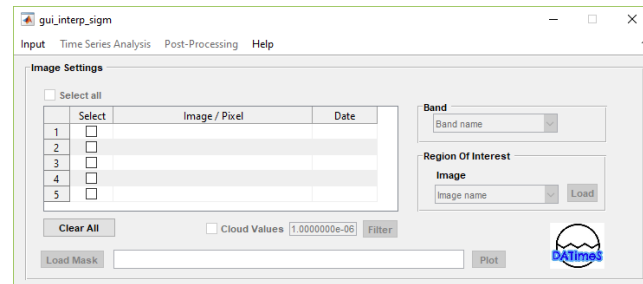 gui_interp_sigm
Input Time Series Analysis Post-Processing Help
Image Settings
Select all
Select Image / Pixel Date
1
2
3
4
5
Band
Band name
Region Of Interest
Image
Image name Load
Clear All Cloud Values 1.0000000e-06 Filter
Load Mask Plot
DATimeS